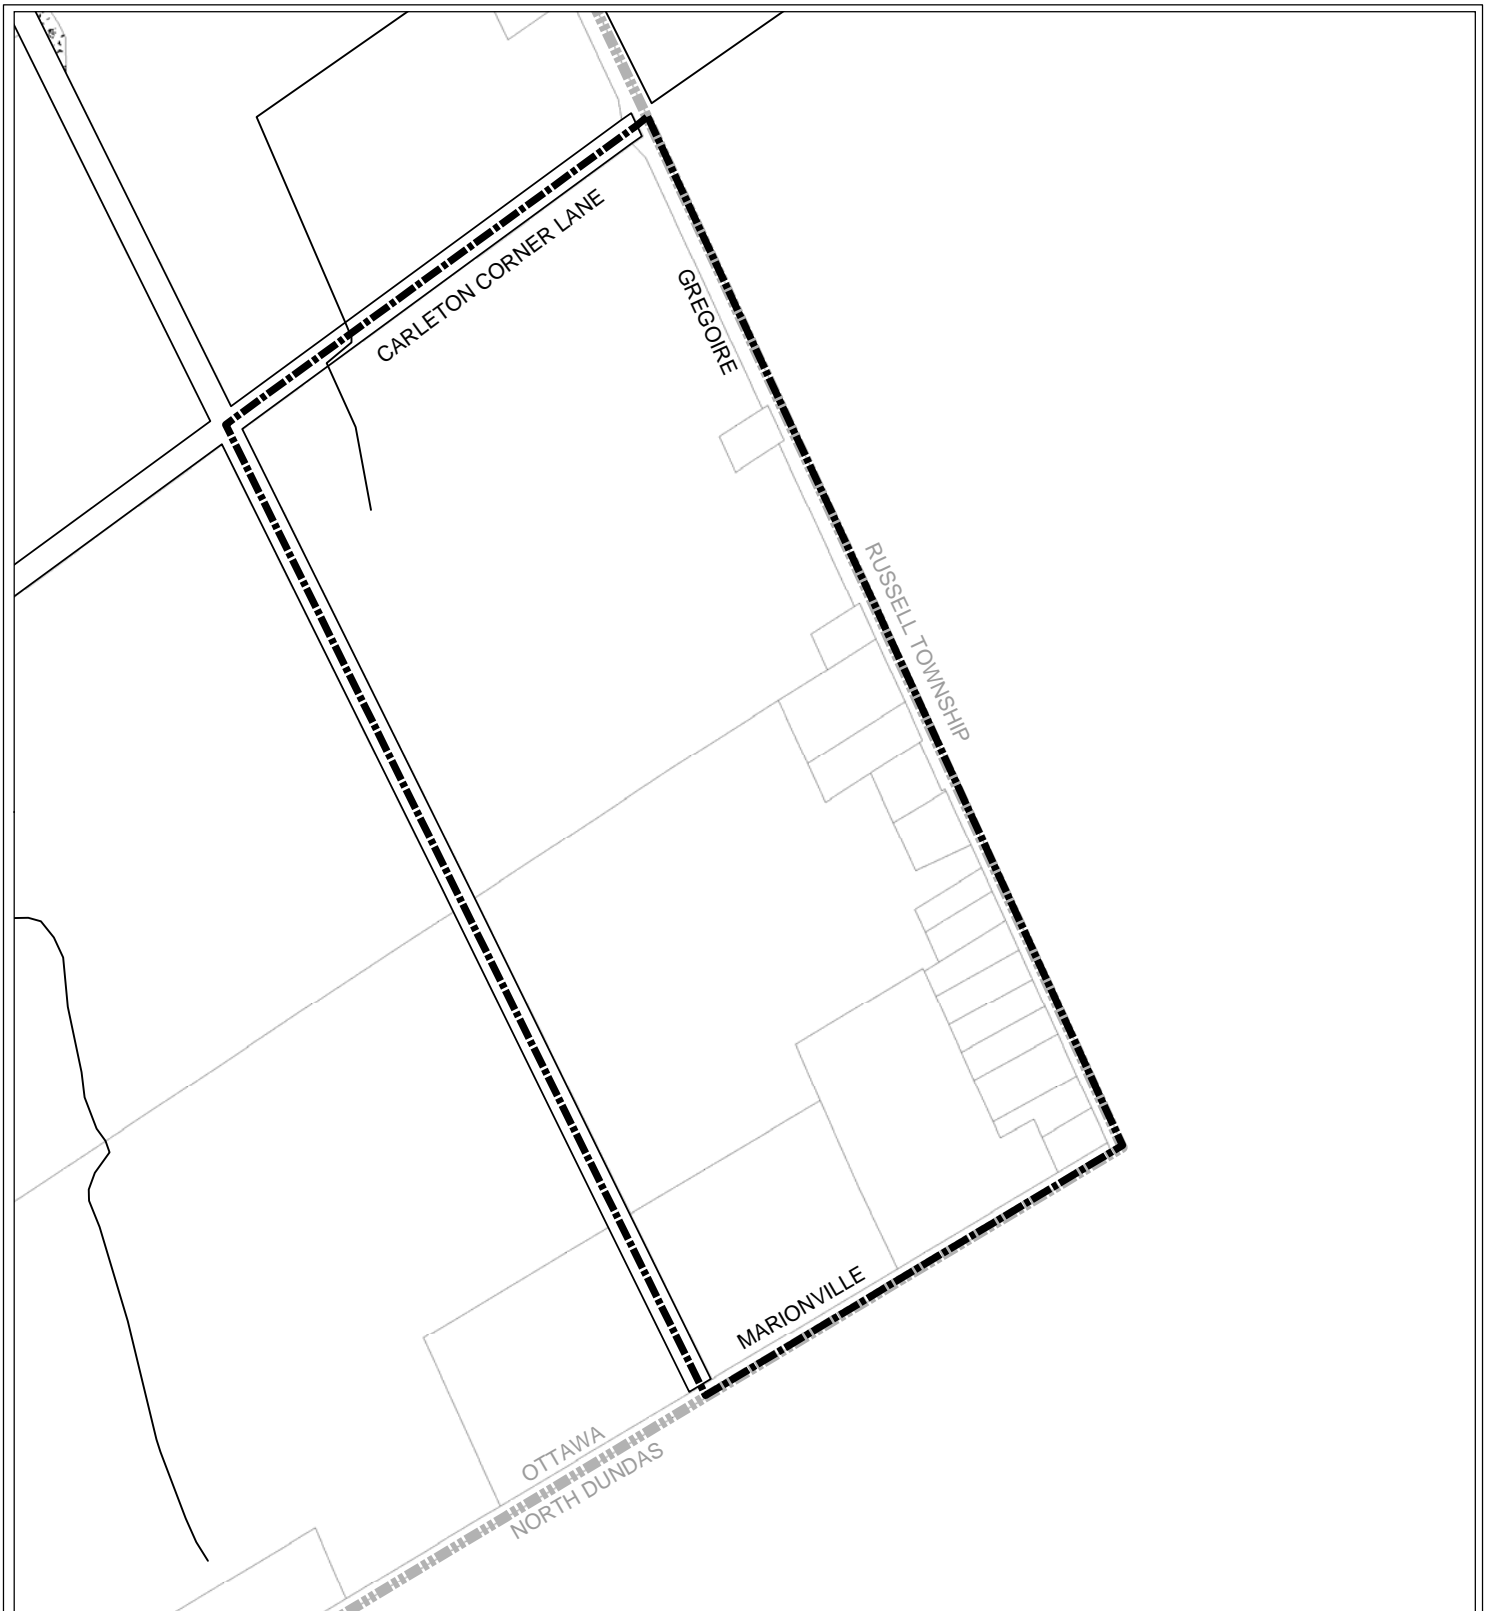 CARLETON CORNER LANE
GREGOIRE
RUSSELL TOWNSHIP
MARIONVILLE
OTTAWA
NORTH DUNDAS